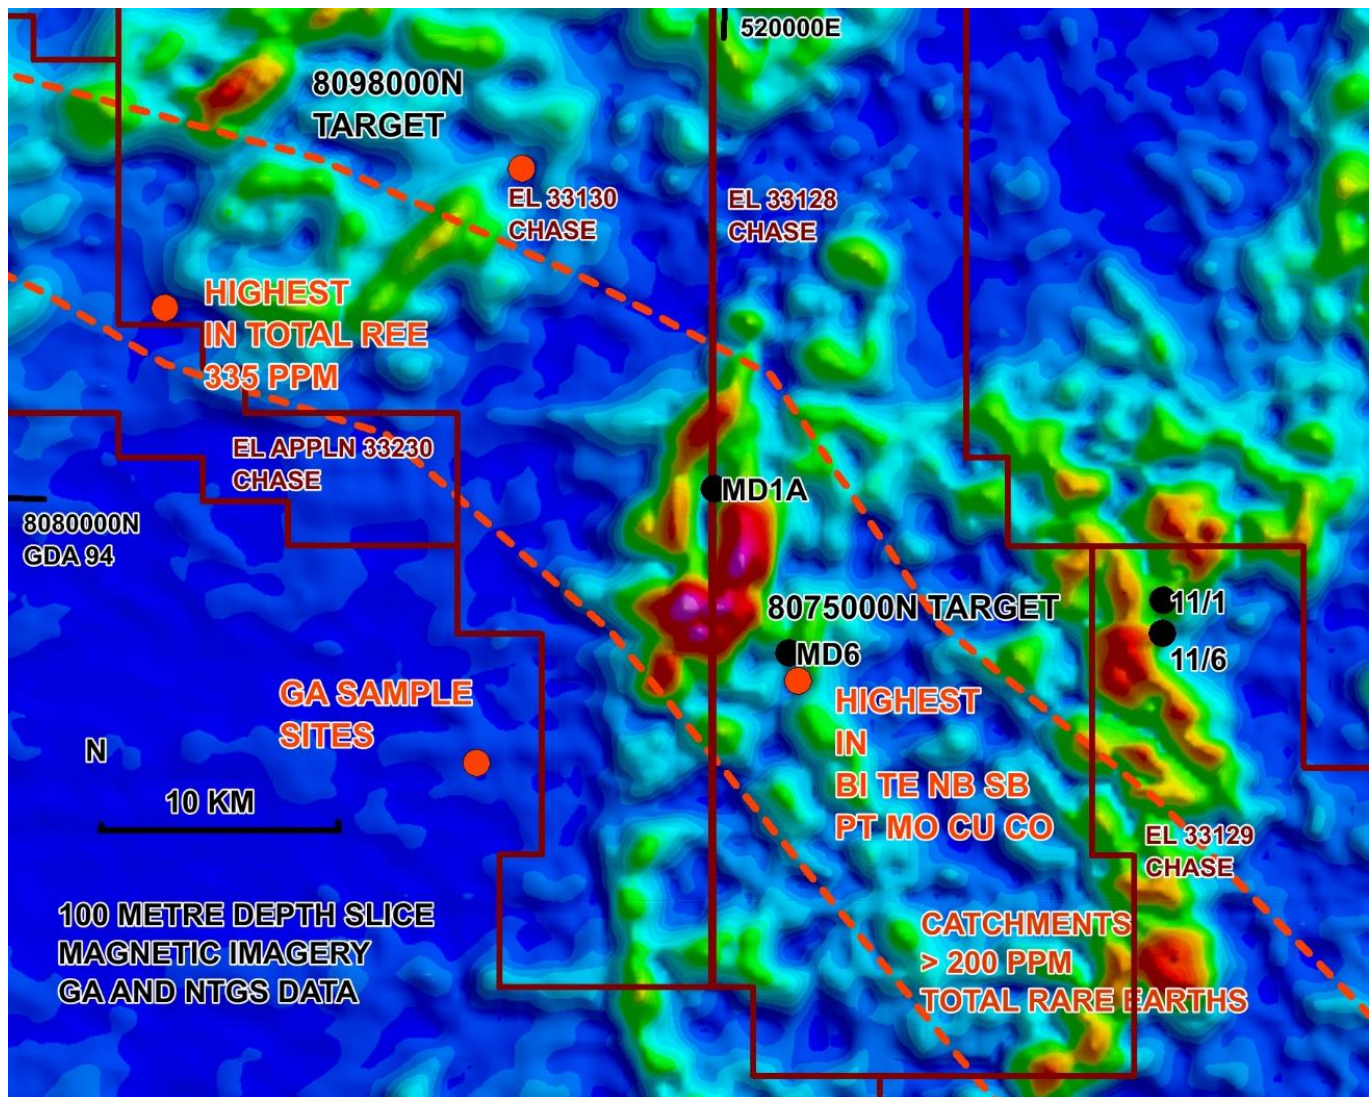 520000E
8098000N
TARGET
EL 33130
CHASE
EL 33128
CHASE
HIGHEST
IN TOTAL REE
335 PPM
EL APPLN 33230
CHASE
MD1A
8080000N
GDA 94
8075000N TARGET
11/1
11/6
MD6
GA SAMPLE
SITES
HIGHEST
IN
BI TE NB SB
PT MO CU CO
N
10 KM
EL 33129
CHASE
100 METRE DEPTH SLICE
MAGNETIC IMAGERY
GA AND NTGS DATA
CATCHMENTS
> 200 PPM
TOTAL RARE EARTHS